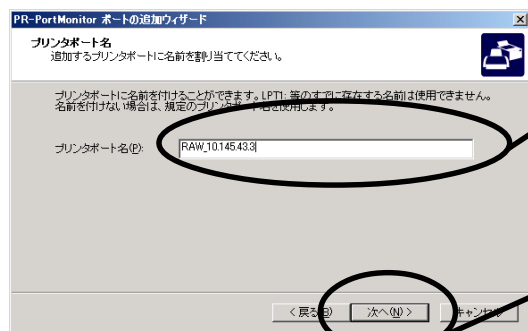 PR-PortMonitor ポートの追加ウィザード
プリンタポート名
追加するプリンタポートに名前を割り当ててください。
プリンタポートに名前を付けることができます。LPT1: 等のすでに存在する名前は使用できません。
名前を付けない場合は、規定のプリンタポート名を使用します。
プリンタポート名(P):
RAW_10.145.43.3
< 戻る(B)
次へ(N) >
キャンセル